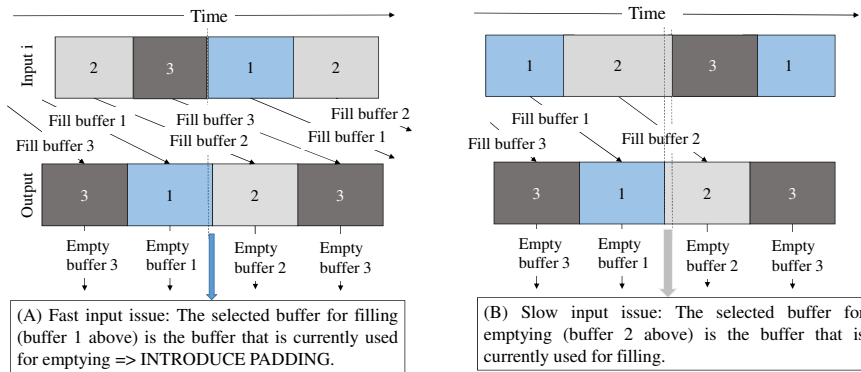 Time
Input i
2
3
1
2
Fill buffer 1
Fill buffer 3
Fill buffer 2
Fill buffer 3
Fill buffer 2
Fill buffer 1
Output
3
1
2
3
Empty
buffer 3
Empty
buffer 1
Empty
buffer 2
Empty
buffer 3
(A) Fast input issue: The selected buffer for filling
(buffer 1 above) is the buffer that is currently used
for emptying => INTRODUCE PADDING.
Time
1
2
3
1
Fill buffer 1
Fill buffer 3
Fill buffer 2
3
1
2
3
Empty
buffer 3
Empty
buffer 1
Empty
buffer 2
Empty
buffer 3
(B) Slow input issue: The selected buffer for
emptying (buffer 2 above) is the buffer that is
currently used for filling.